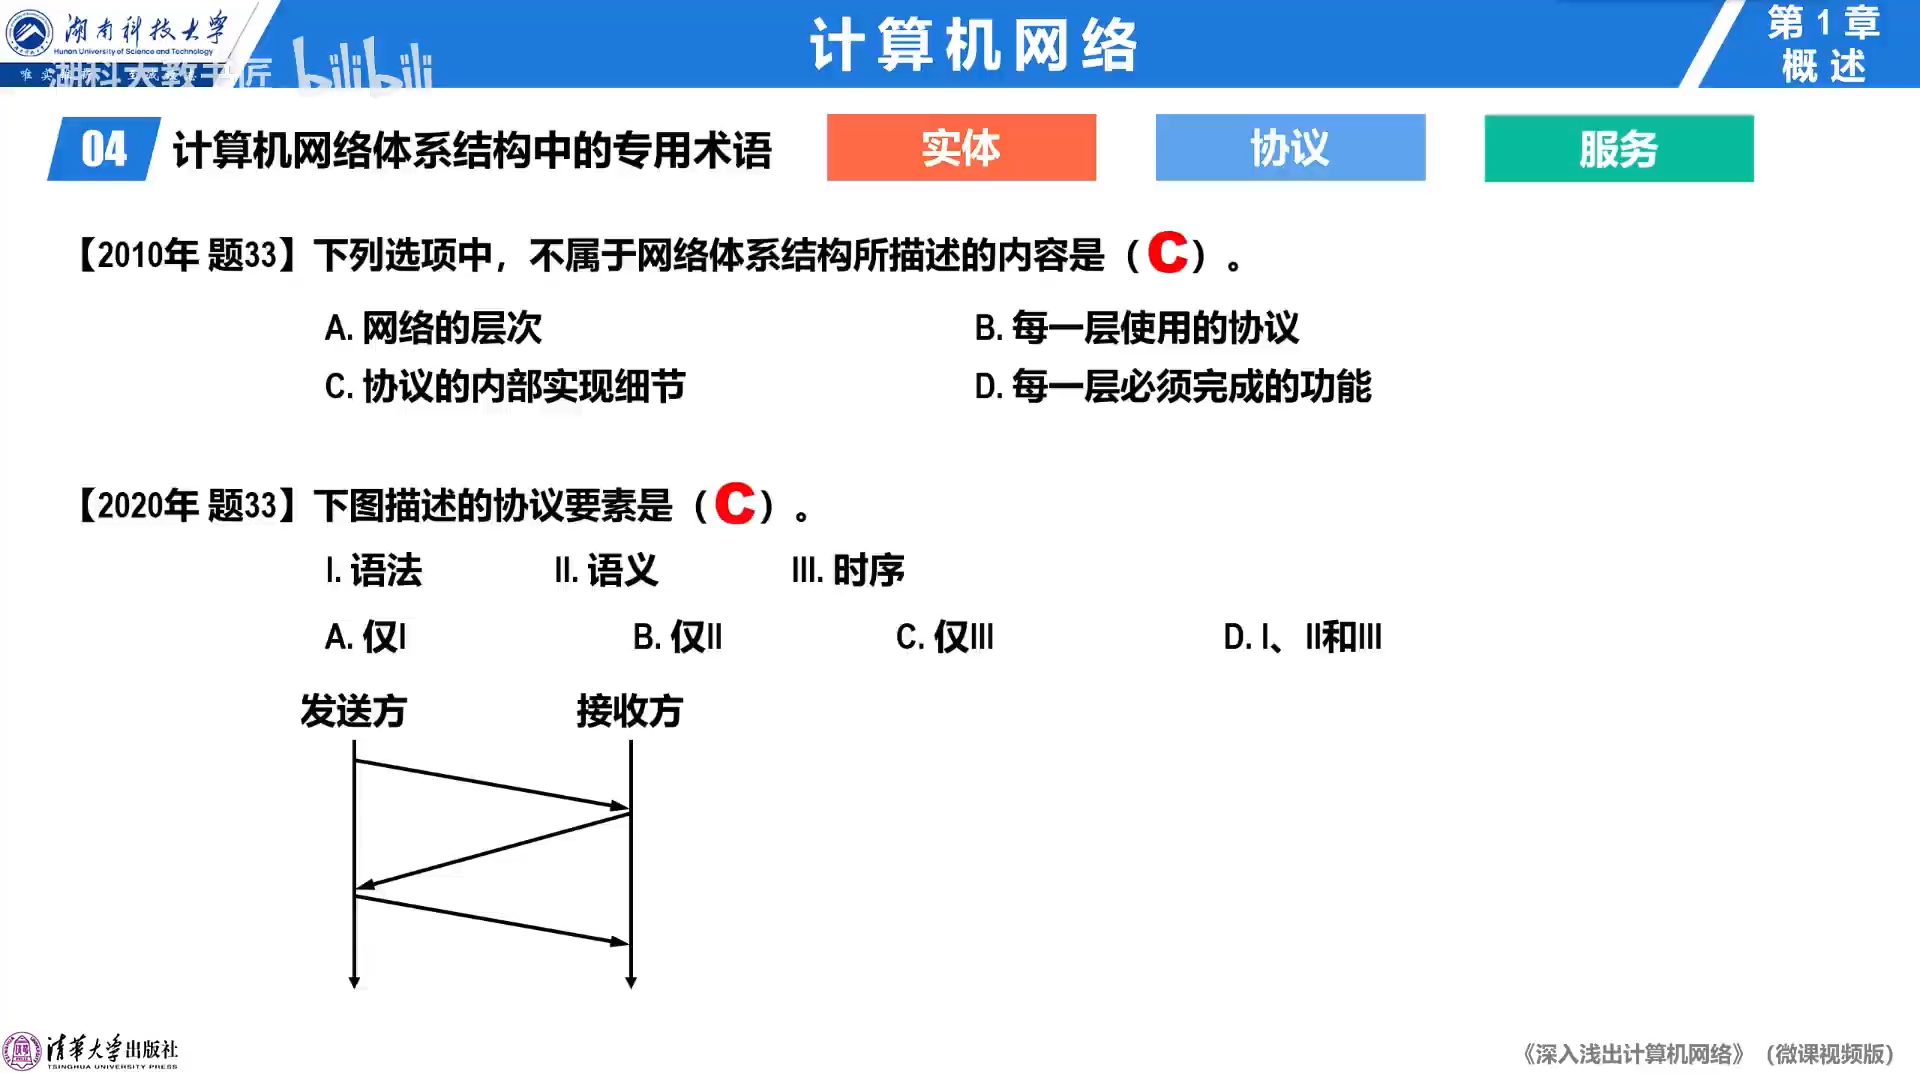 湖南科技大学
Hunan University of Science and Technology
湖科大教书匠 bilibili
计算机网络
第 1 章
概 述
04 计算机网络体系结构中的专用术语 实体 协议 服务
【2010年 题33】下列选项中，不属于网络体系结构所描述的内容是（C）。
A. 网络的层次 B. 每一层使用的协议
C. 协议的内部实现细节 D. 每一层必须完成的功能
【2020年 题33】下图描述的协议要素是（C）。
I. 语法 II. 语义 III. 时序
A. 仅I B. 仅II C. 仅III D. I、II和III
发送方 接收方
清华大学出版社
TSINGHUA UNIVERSITY PRESS
《深入浅出计算机网络》（微课视频版）